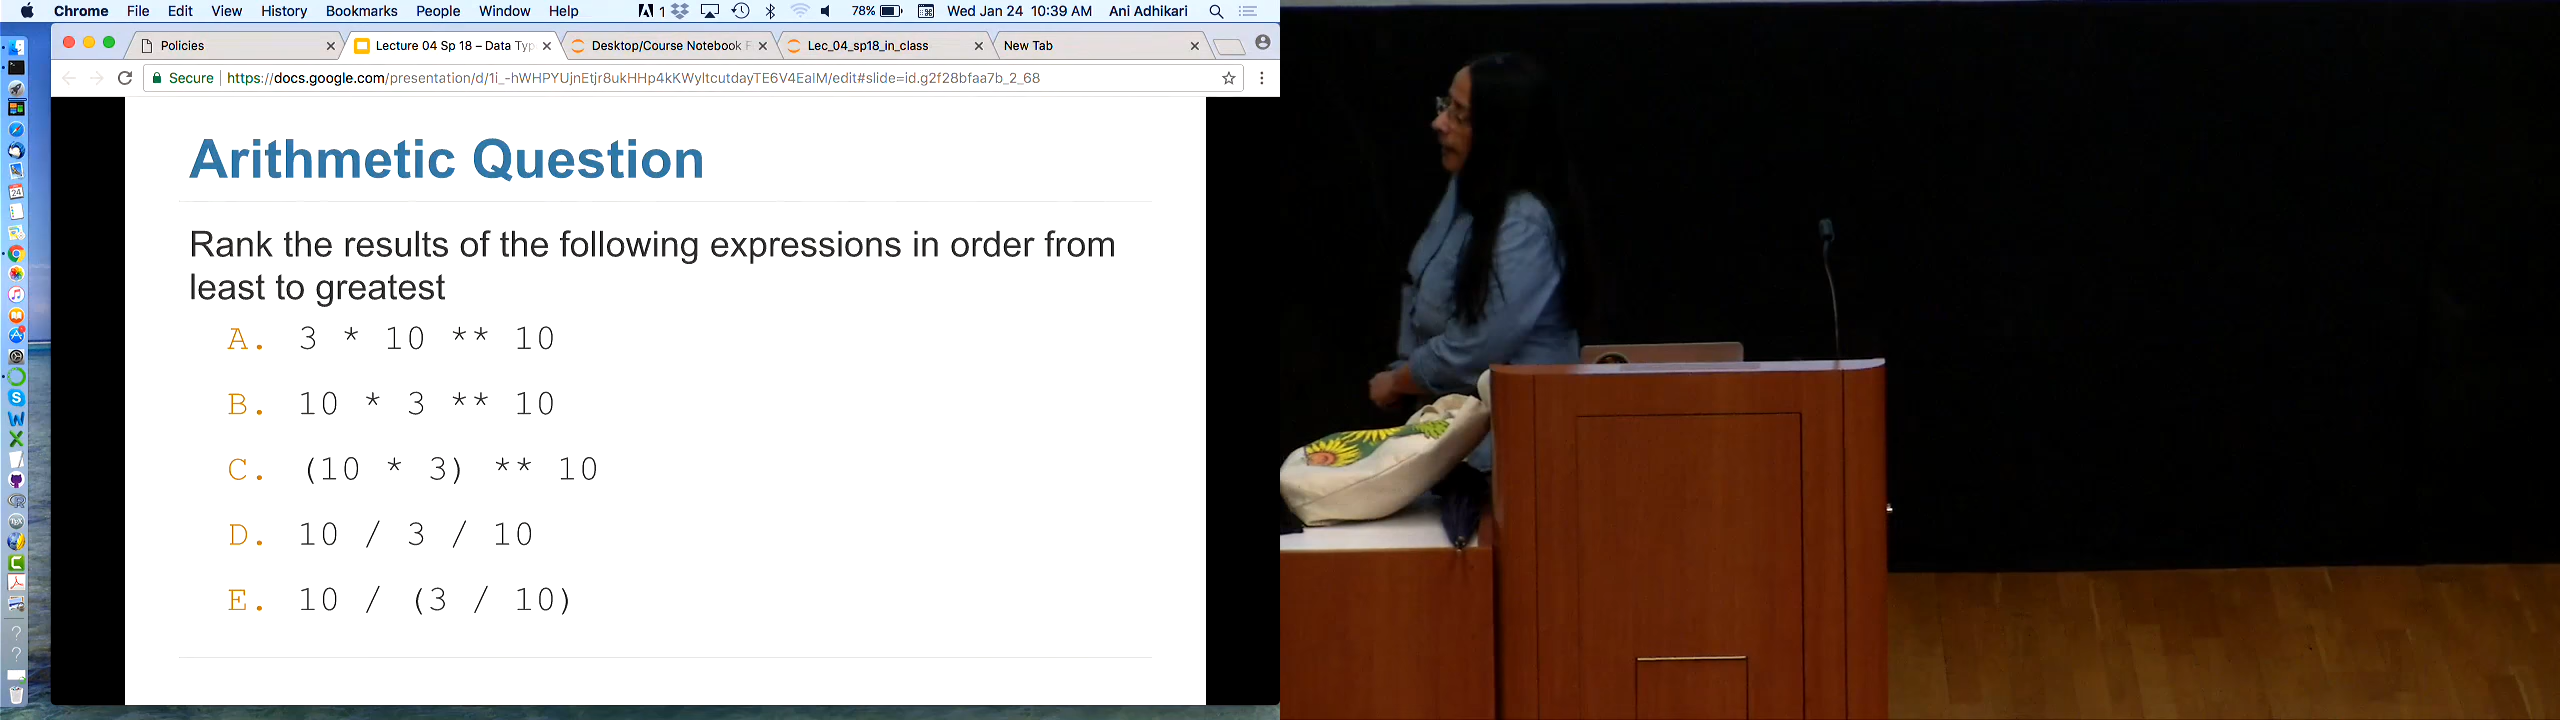 Chrome File Edit View History Bookmarks People Window Help 1 78% Wed Jan 24 10:39 AM Ani Adhikari
Policies Lecture 04 Sp 18 – Data Typ Desktop/Course Notebook F Lec_04_sp18_in_class New Tab
Secure https://docs.google.com/presentation/d/1i_-hWHPYUjnEtjr8ukHHp4kKWyltcutdayTE6V4EaIM/edit#slide=id.g2f28bfaa7b_2_68
Arithmetic Question
Rank the results of the following expressions in order from
least to greatest
A. 3 * 10 ** 10
B. 10 * 3 ** 10
C. (10 * 3) ** 10
D. 10 / 3 / 10
E. 10 / (3 / 10)